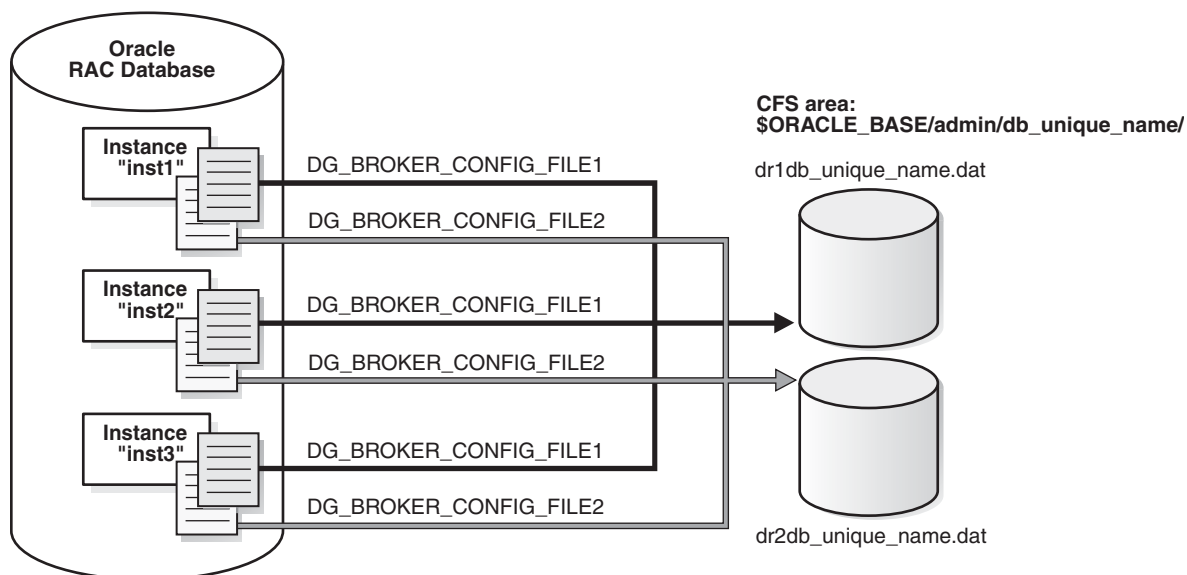 Oracle
RAC Database
CFS area:
$ORACLE_BASE/admin/db_unique_name/
dr1db_unique_name.dat
Instance
"inst1"
DG_BROKER_CONFIG_FILE1
DG_BROKER_CONFIG_FILE2
Instance
"inst2"
DG_BROKER_CONFIG_FILE1
DG_BROKER_CONFIG_FILE2
Instance
"inst3"
DG_BROKER_CONFIG_FILE1
DG_BROKER_CONFIG_FILE2
dr2db_unique_name.dat